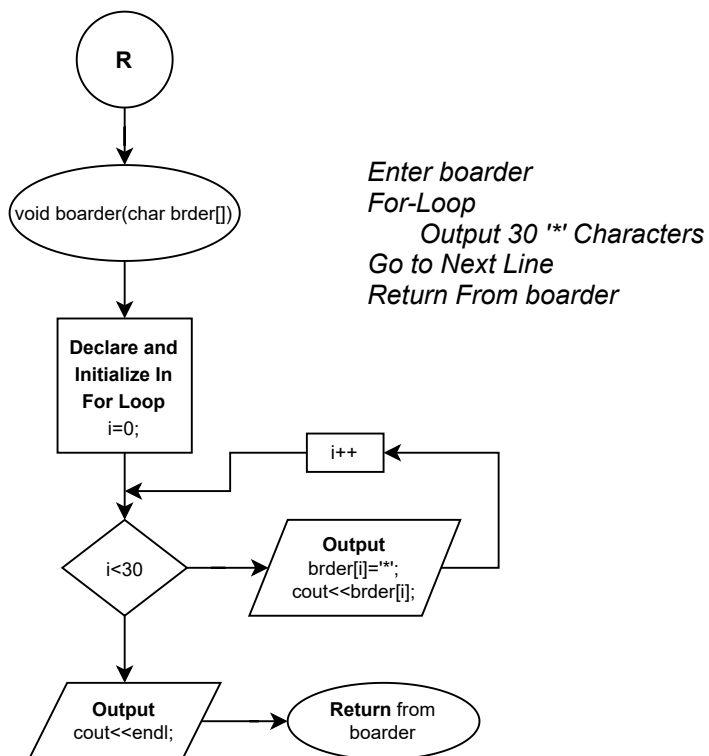 R
void boarder(char brder[])
Enter boarder
For-Loop
Output 30 '*' Characters
Go to Next Line
Return From boarder
Declare and
Initialize In
For Loop
i=0;
i++
i<30
Output
brder[i]='*';
cout<<brder[i];
Output
cout<<endl;
Return from
boarder